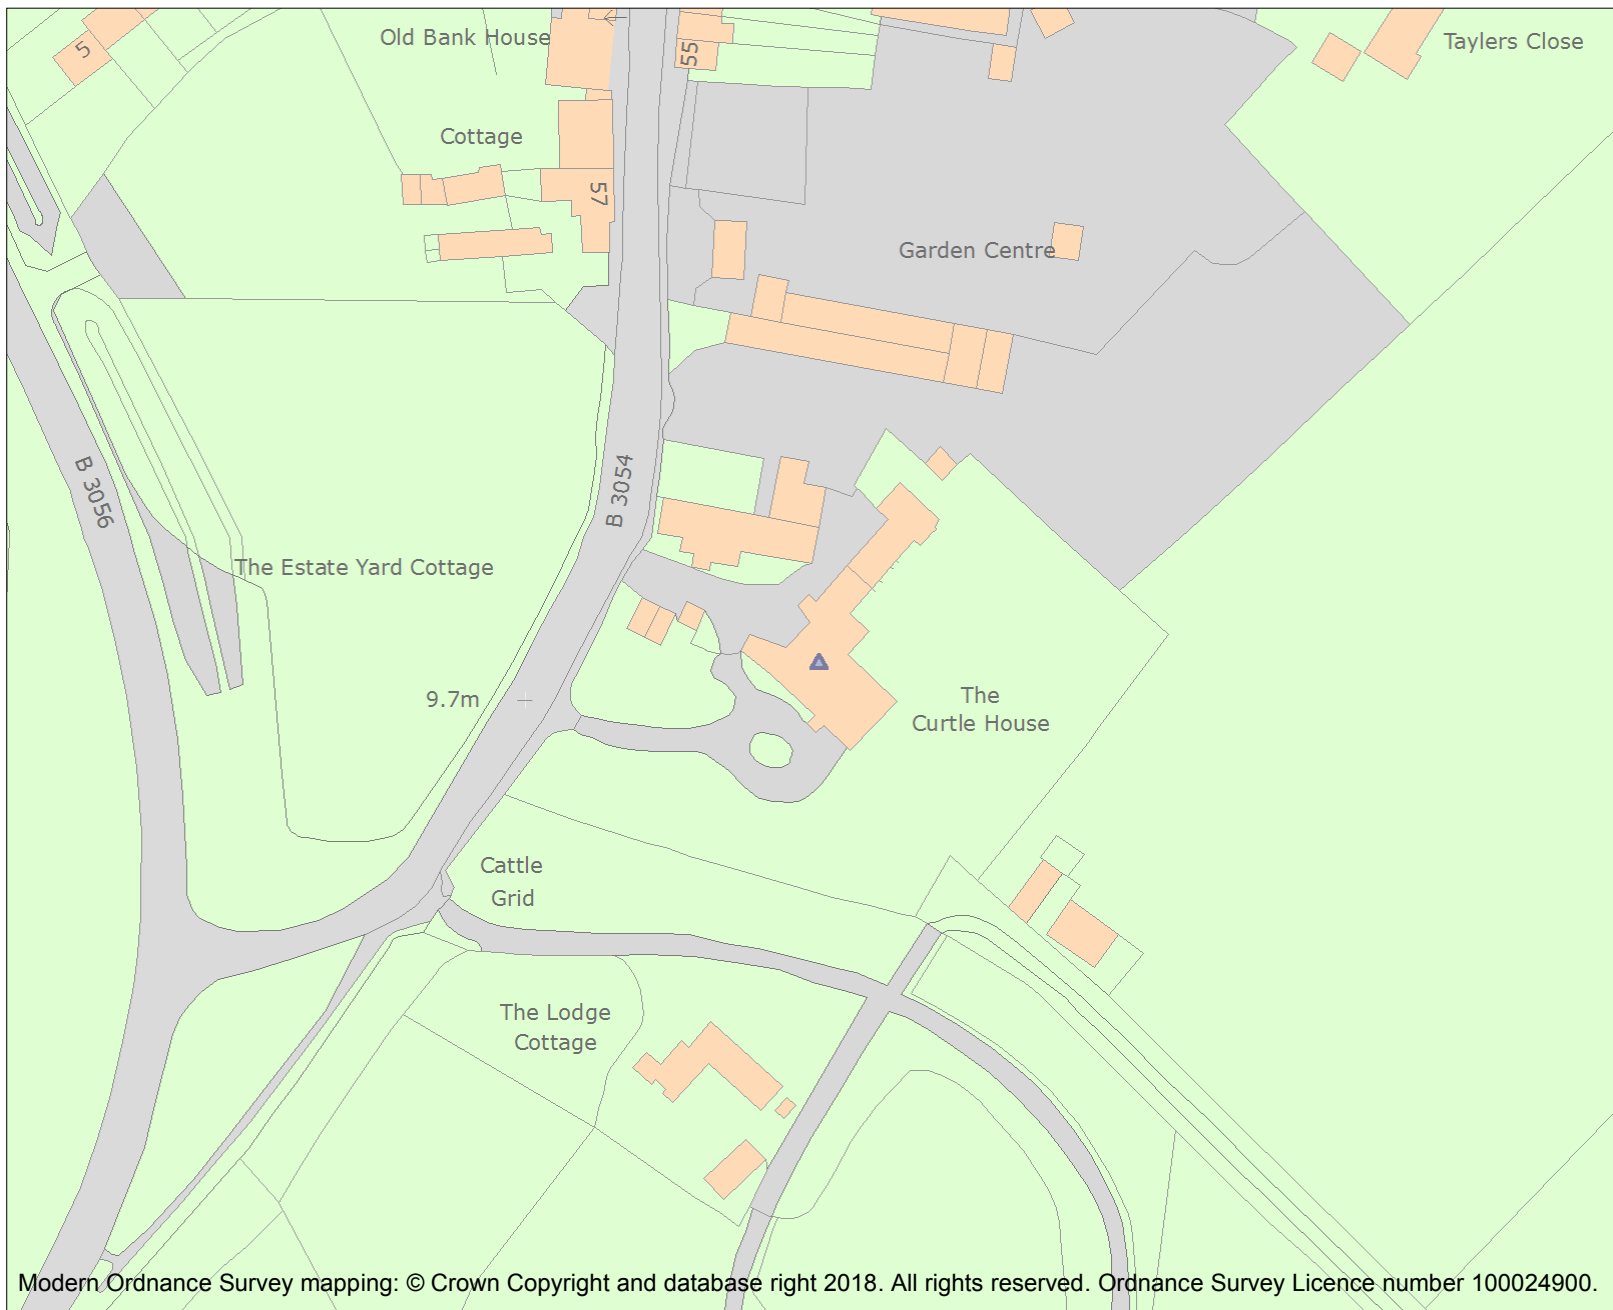 Old Bank House
Taylers Close
5
55
Cottage
57
Garden Centre
B 3056
B 3054
The Estate Yard Cottage
9.7m
The
Curtle House
Cattle
Grid
The Lodge
Cottage
Modern Ordnance Survey mapping: © Crown Copyright and database right 2018. All rights reserved. Ordnance Survey Licence number 100024900.